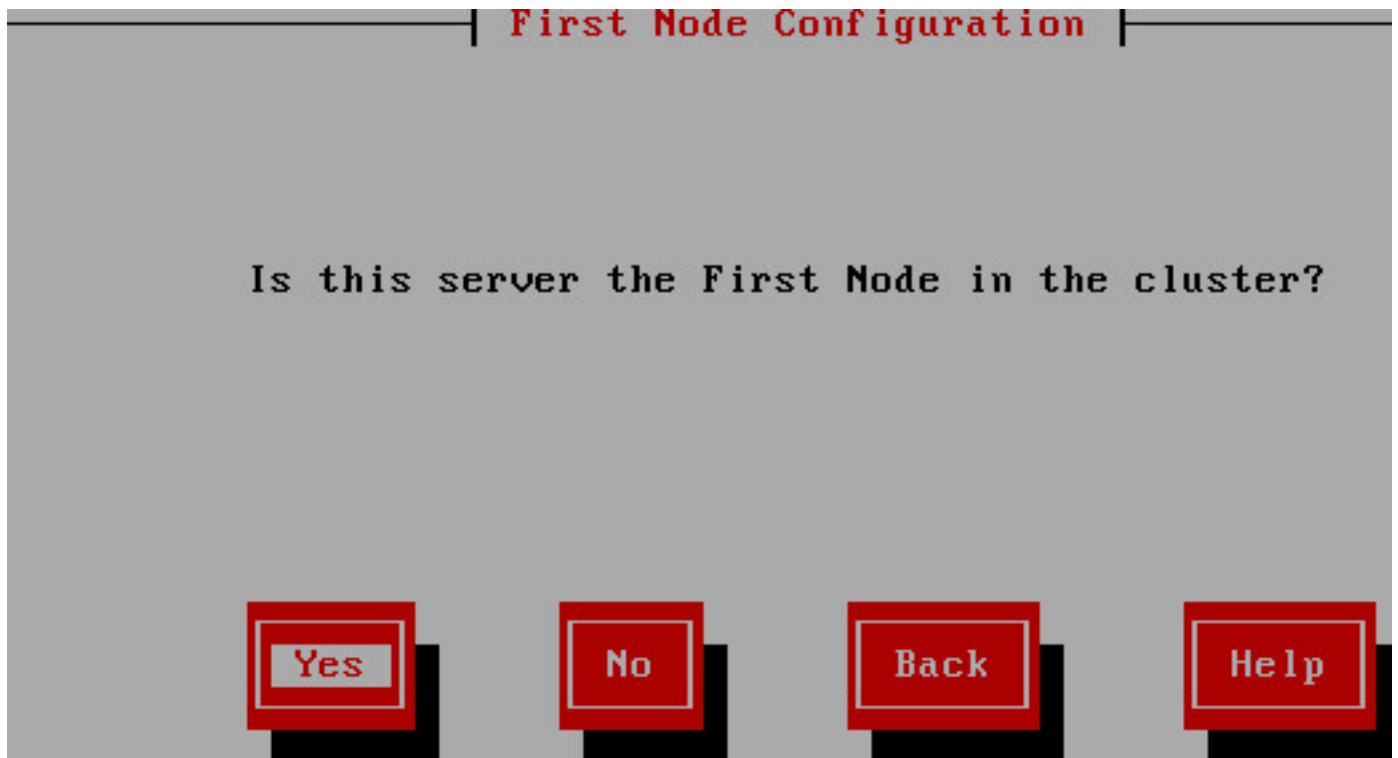 First Node Configuration
Is this server the First Node in the cluster?
Yes No Back Help